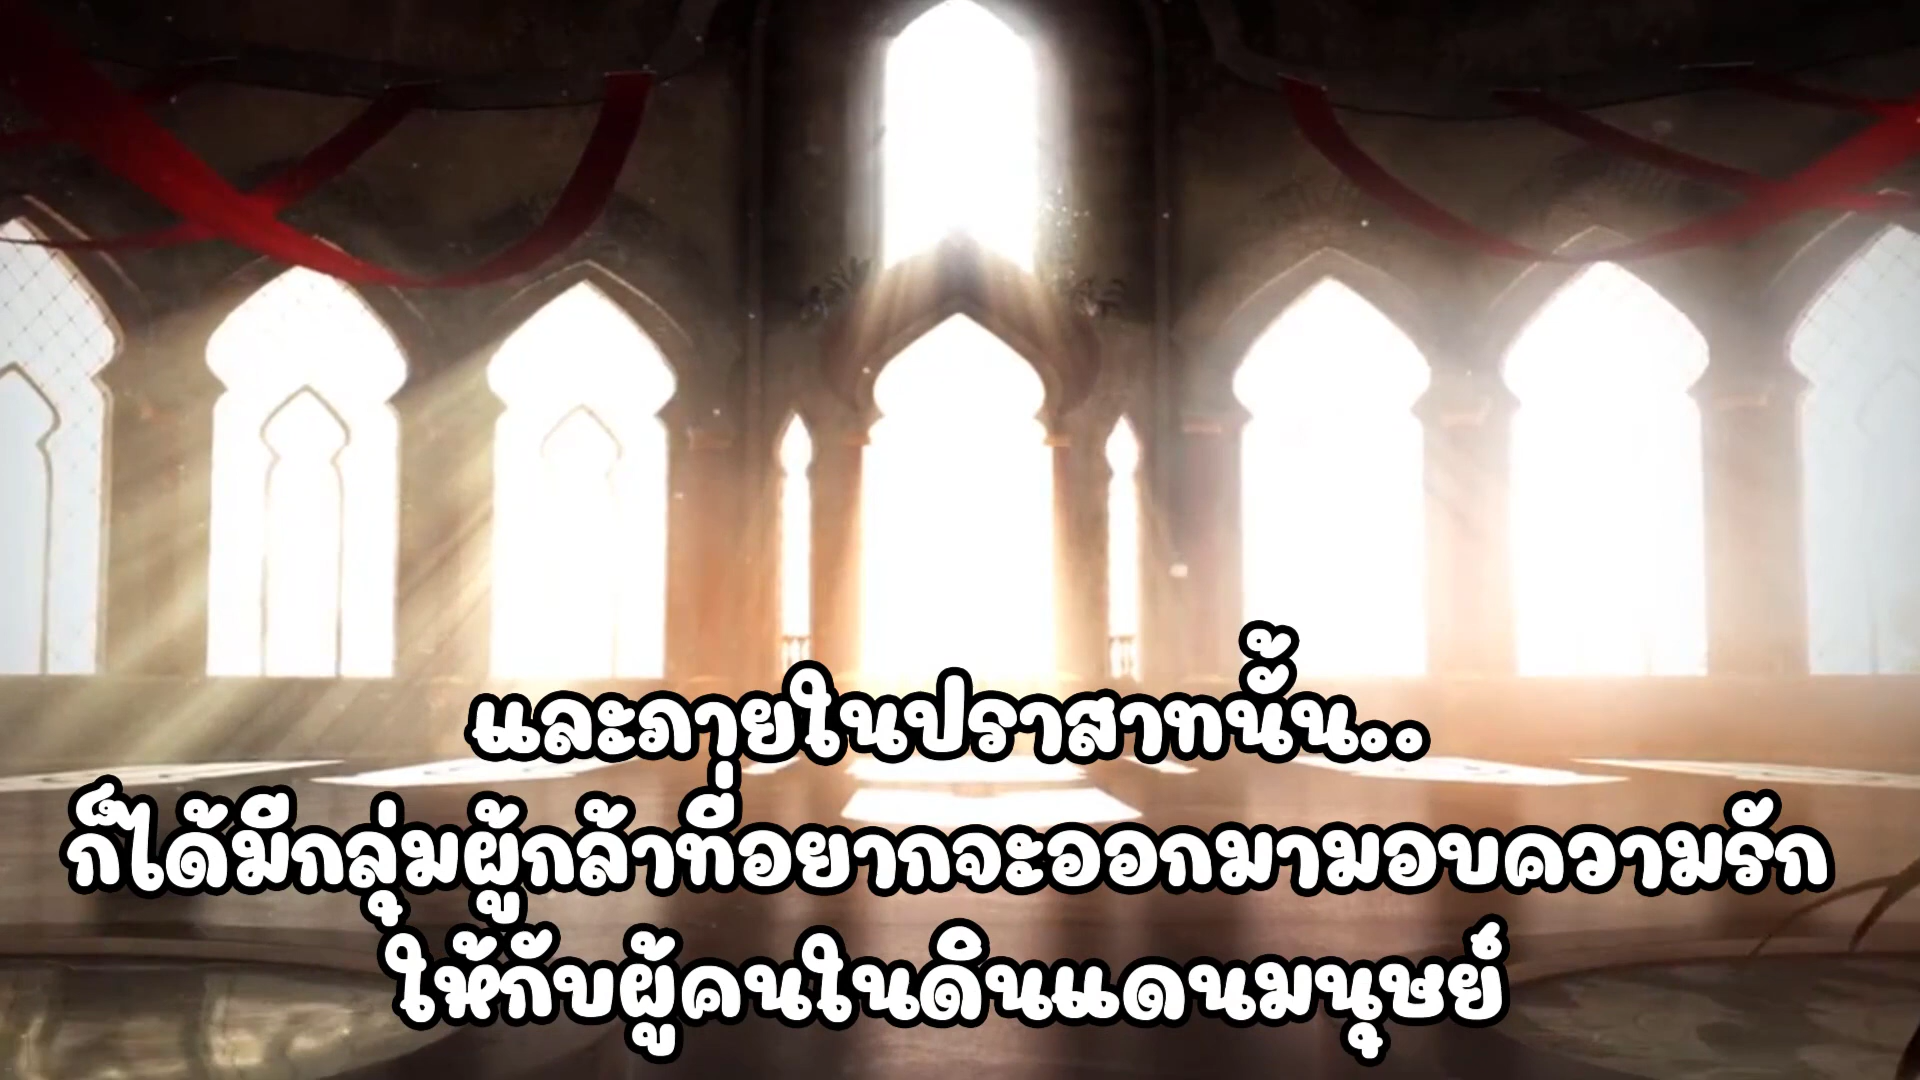 และภายในปราสาทนั้น..
ก็ได้มีกลุ่มผู้กล้าที่อยากจะออกมามอบความรัก
ให้กับผู้คนในดินแดนมนุษย์